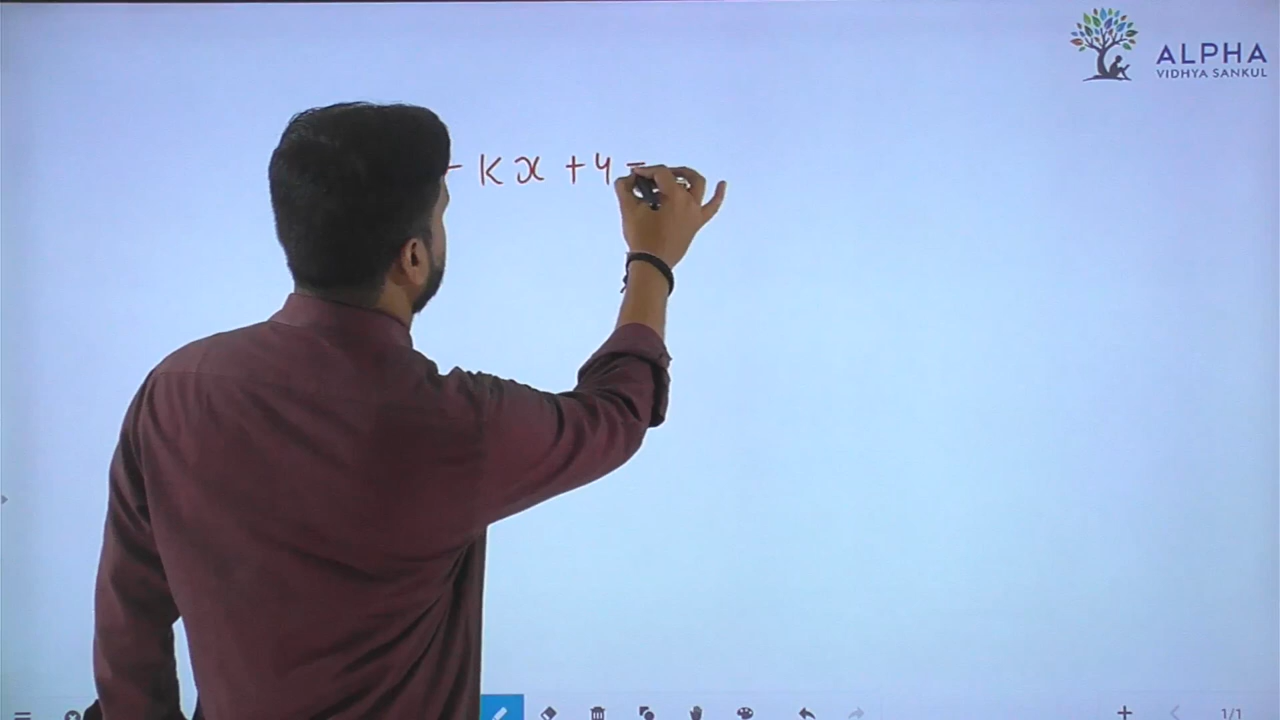 ALPHA
VIDHYA SANKUL
- kx + 4 =
1/1